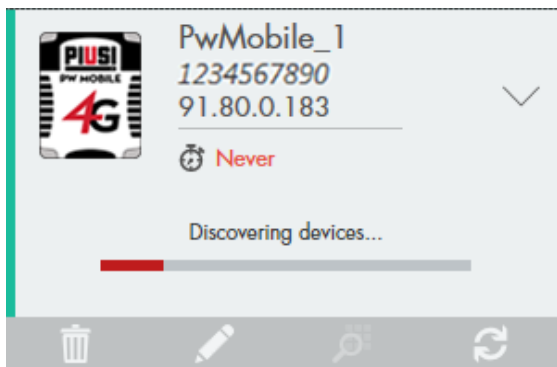 PIUSI
PW MOBILE
4G
PwMobile_1
1234567890
91.80.0.183
Never
Discovering devices...